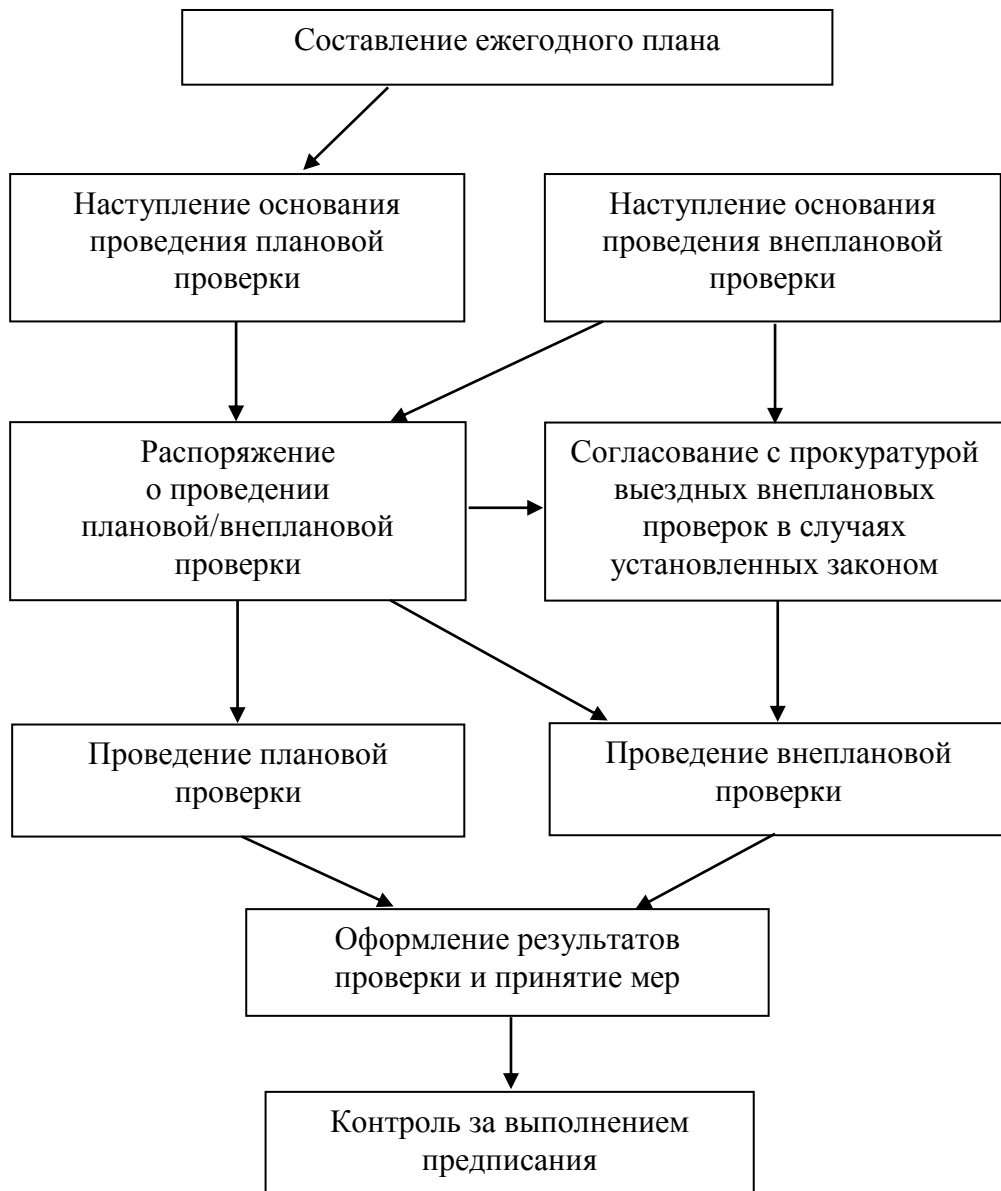 Составление ежегодного плана
Наступление основания
проведения плановой
проверки
Наступление основания
проведения внеплановой
проверки
Распоряжение
о проведении
плановой/внеплановой
проверки
Согласование с прокуратурой
выездных внеплановых
проверок в случаях
установленных законом
Проведение плановой
проверки
Проведение внеплановой
проверки
Оформление результатов
проверки и принятие мер
Контроль за выполнением
предписания